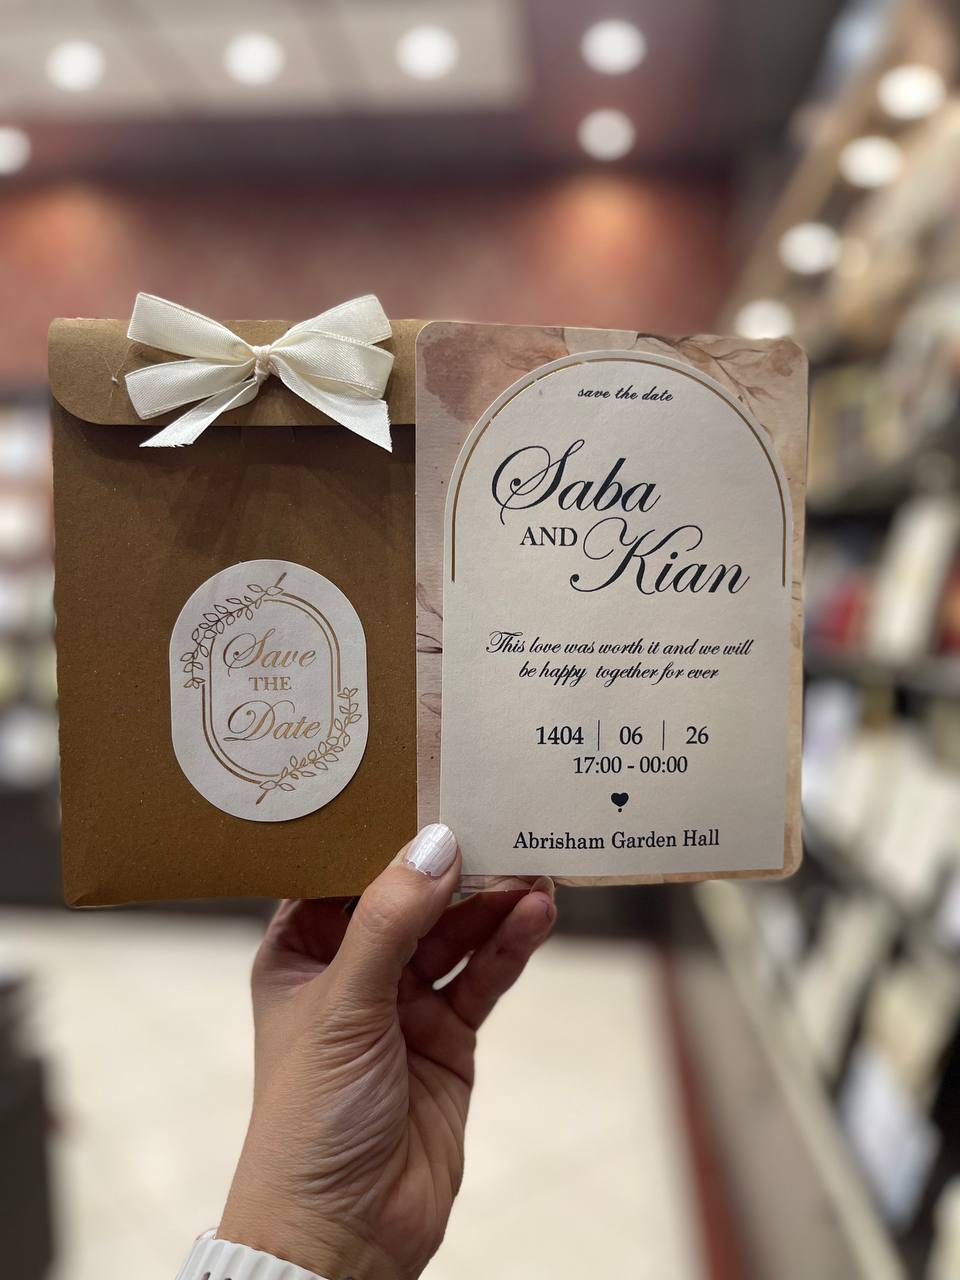 Save
THE
Date
save the date
Saba
AND
Kian
This love was worth it and we will
be happy together for ever
1404 | 06 | 26
17:00 - 00:00
Abrisham Garden Hall